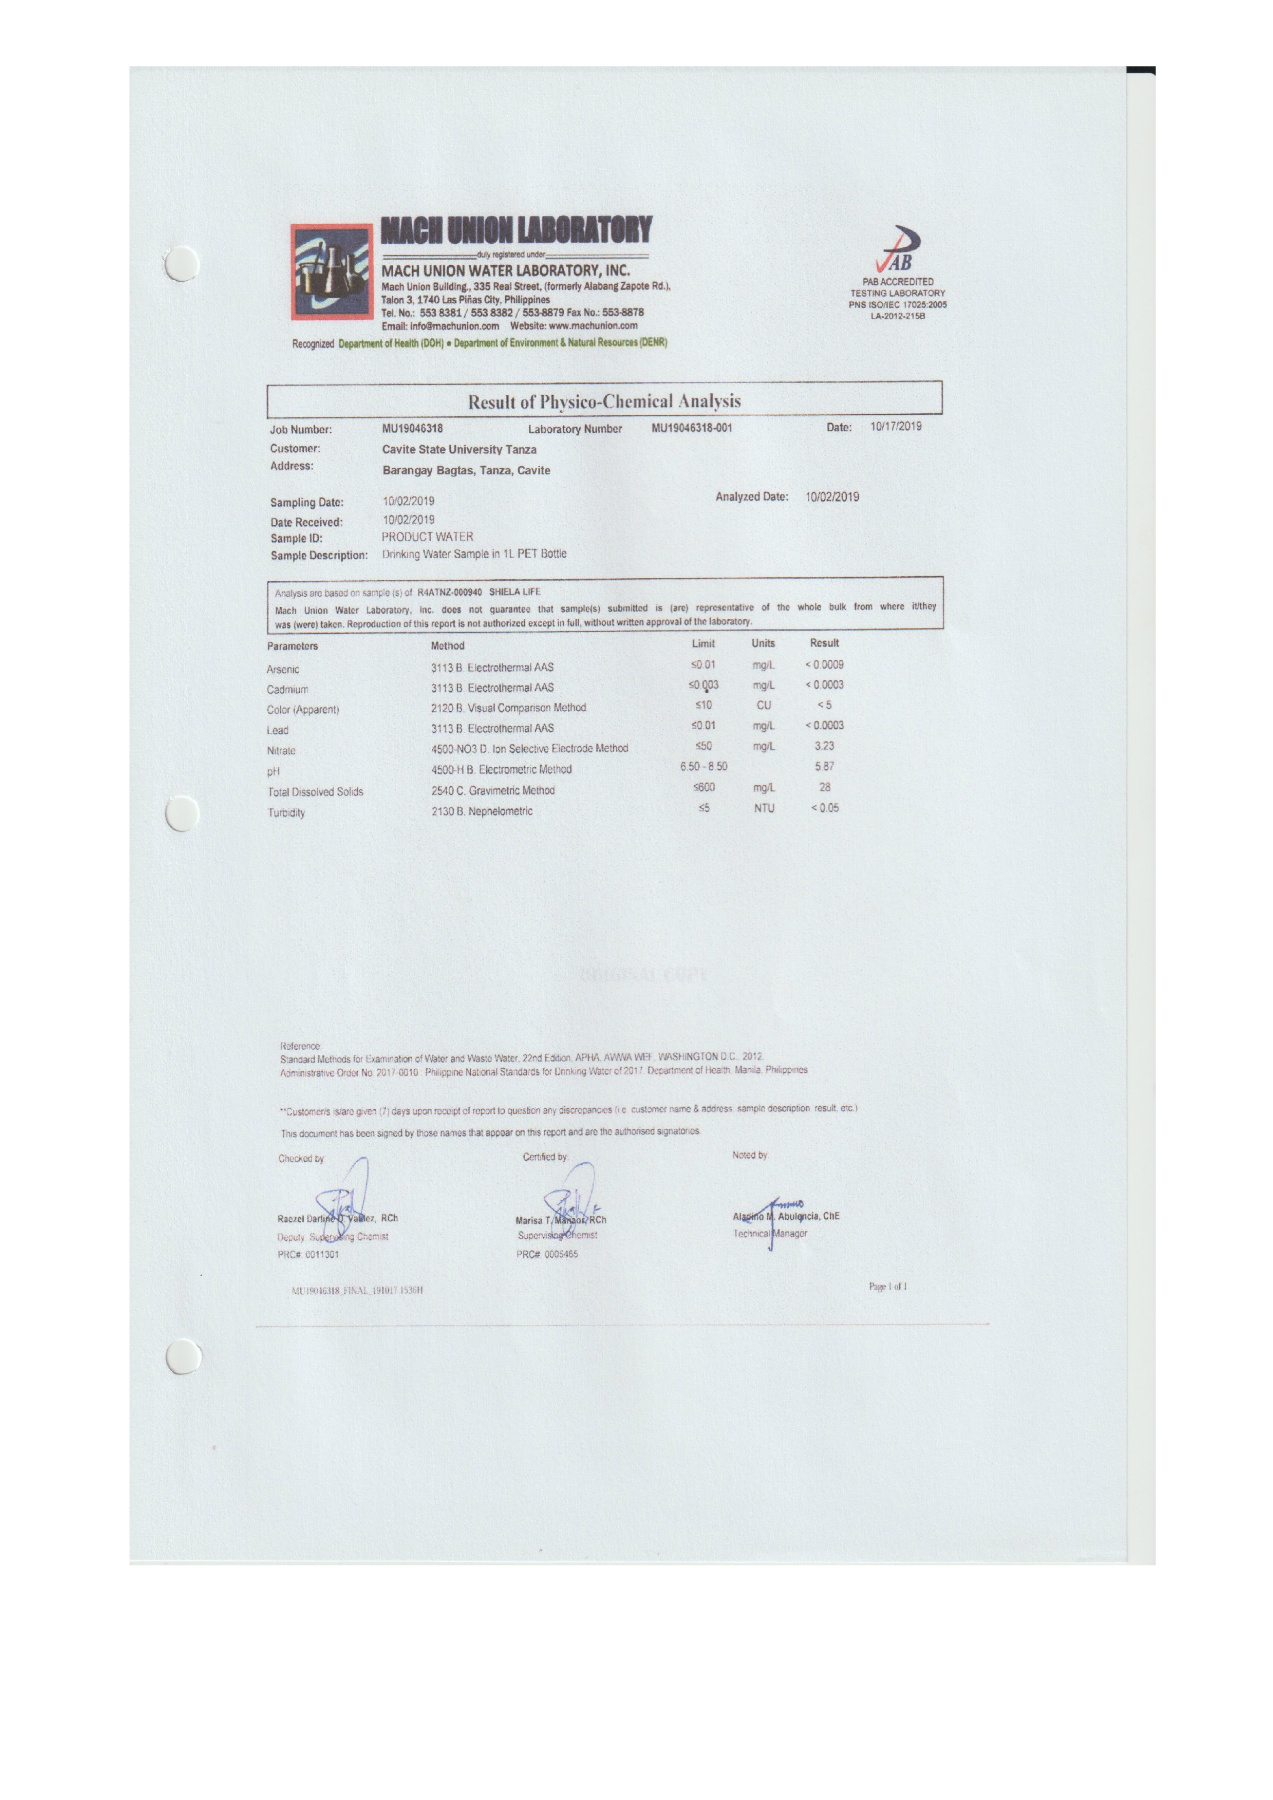 MACH UNION LABORATORY
duly registered under
MACH UNION WATER LABORATORY, INC.
Mach Union Building., 335 Real Street, (formerly Alabang Zapote Rd.),
Talon 3, 1740 Las Piñas City, Philippines
Tel. No.: 553 8381 / 553 8382 / 553-8879 Fax No.: 553-8878
Email: info@machunion.com Website: www.machunion.com
Recognized Department of Health (DOH) ● Department of Environment & Natural Resources (DENR)
PAB
PAB ACCREDITED
TESTING LABORATORY
PNS ISO/IEC 17025:2005
LA-2012-215B
Result of Physico-Chemical Analysis
Job Number: MU19046318 Laboratory Number MU19046318-001 Date: 10/17/2019
Customer: Cavite State University Tanza
Address: Barangay Bagtas, Tanza, Cavite
Sampling Date: 10/02/2019 Analyzed Date: 10/02/2019
Date Received: 10/02/2019
Sample ID: PRODUCT WATER
Sample Description: Drinking Water Sample in 1L PET Bottle
Analysis are based on sample (s) of R4ATNZ-000940 SHIELA LIFE
Mach Union Water Laboratory, Inc. does not guarantee that sample(s) submitted is (are) representative of the whole bulk from where it/they
was (were) taken. Reproduction of this report is not authorized except in full, without written approval of the laboratory.
Parameters Method Limit Units Result
Arsenic 3113 B. Electrothermal AAS ≤0.01 mg/L < 0.0009
Cadmium 3113 B. Electrothermal AAS ≤0.003 mg/L < 0.0003
Color (Apparent) 2120 B. Visual Comparison Method ≤10 CU < 5
Lead 3113 B. Electrothermal AAS ≤0.01 mg/L < 0.0003
Nitrate 4500-NO3 D. Ion Selective Electrode Method ≤50 mg/L 3.23
pH 4500-H B. Electrometric Method 6.50 - 8.50 5.87
Total Dissolved Solids 2540 C. Gravimetric Method ≤600 mg/L 28
Turbidity 2130 B. Nephelometric ≤5 NTU < 0.05
ORIGINAL COPY
Reference:
Standard Methods for Examination of Water and Waste Water, 22nd Edition, APHA, AWWA WEF, WASHINGTON D.C., 2012
Administrative Order No. 2017-0010 Philippine National Standards for Drinking Water of 2017. Department of Health, Manila, Philippines
**Customer/s is/are given (7) days upon receipt of report to question any discrepancies (i.e. customer name & address, sample description, result, etc.)
This document has been signed by those names that appear on this report and are the authorised signatories.
Checked by: Certified by: Noted by:
Raezel Darline Valdez, RCh Marisa T. RCh M. Abulencia, ChE
Deputy, Supervising Chemist Supervising Chemist Technical Manager
PRC#: 0011301 PRC#: 0005465
MU19046318_FINAL_191017 1536H Page 1 of 1